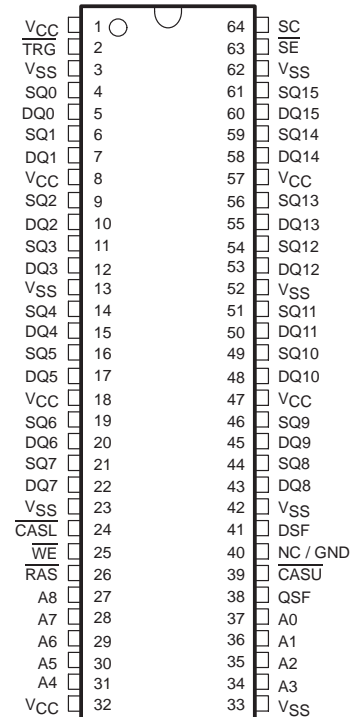 VCC 1 64 SC
TRG 2 63 SE
VSS 3 62 VSS
SQ0 4 61 SQ15
DQ0 5 60 DQ15
SQ1 6 59 SQ14
DQ1 7 58 DQ14
VCC 8 57 VCC
SQ2 9 56 SQ13
DQ2 10 55 DQ13
SQ3 11 54 SQ12
DQ3 12 53 DQ12
VSS 13 52 VSS
SQ4 14 51 SQ11
DQ4 15 50 DQ11
SQ5 16 49 SQ10
DQ5 17 48 DQ10
VCC 18 47 VCC
SQ6 19 46 SQ9
DQ6 20 45 DQ9
SQ7 21 44 SQ8
DQ7 22 43 DQ8
VSS 23 42 VSS
CASL 24 41 DSF
WE 25 40 NC / GND
RAS 26 39 CASU
A8 27 38 QSF
A7 28 37 A0
A6 29 36 A1
A5 30 35 A2
A4 31 34 A3
VCC 32 33 VSS